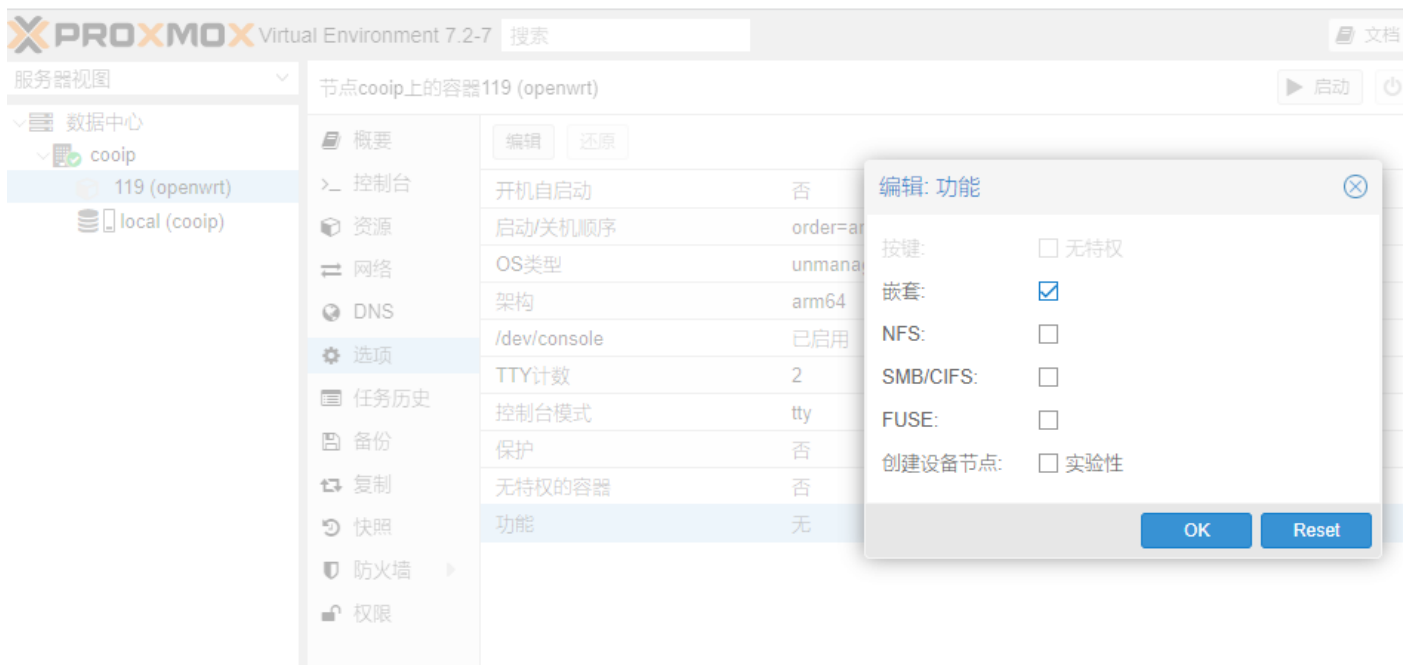 PROXMOX Virtual Environment 7.2-7 搜索 文档
服务器视图
节点cooip上的容器119 (openwrt) 启动
数据中心
cooip
119 (openwrt)
local (cooip)
概要
>_ 控制台
资源
网络
DNS
选项
任务历史
备份
复制
快照
防火墙
权限
编辑 还原
开机自启动 否
启动/关机顺序 order=
OS类型
架构 arm64
/dev/console 已启用
TTY计数 2
控制台模式 tty
保护 否
无特权的容器 否
功能 无
编辑: 功能
按键: 无特权
嵌套:
NFS:
SMB/CIFS:
FUSE:
创建设备节点: 实验性
OK Reset